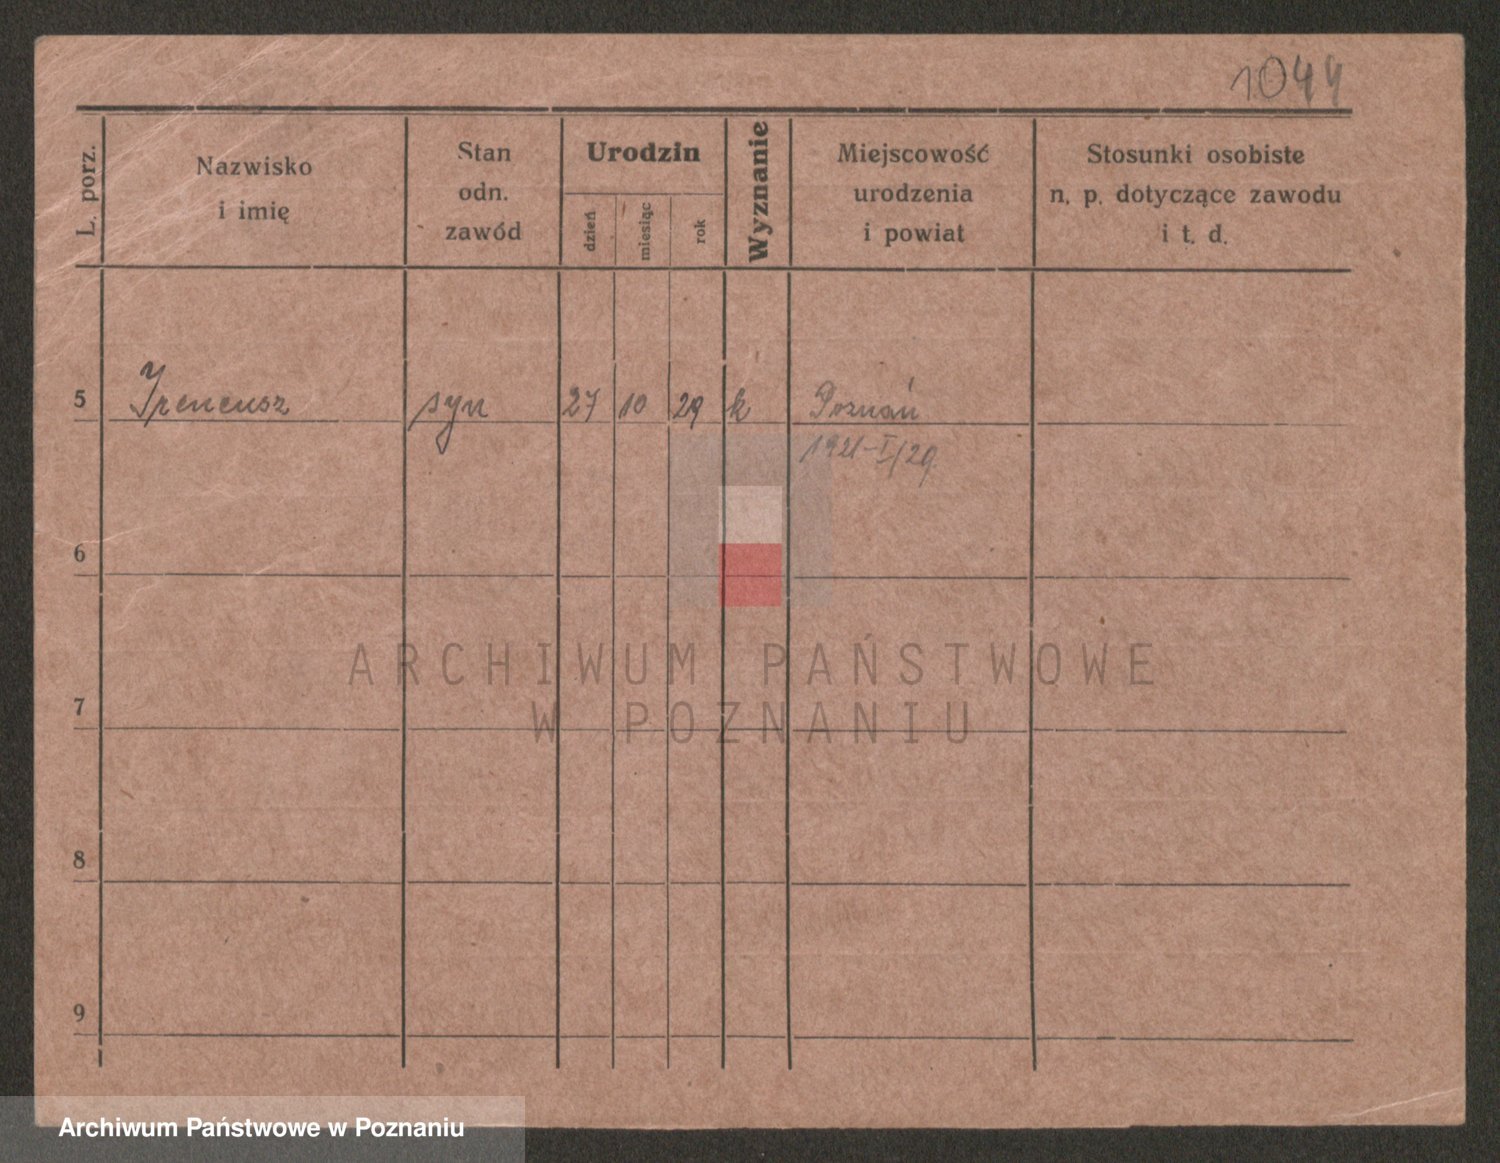 1044
L. porz.
Nazwisko
i imię
Stan
odn.
zawód
Urodzin
dzień
miesiąc
rok
Wyznanie
Miejscowość
urodzenia
i powiat
Stosunki osobiste
n. p. dotyczące zawodu
i t. d.
5 Ireneusz syn 27 10 29 k Poznań
1921-I/29
6
7
8
9
ARCHIWUM PAŃSTWOWE
W POZNANIU
Archiwum Państwowe w Poznaniu